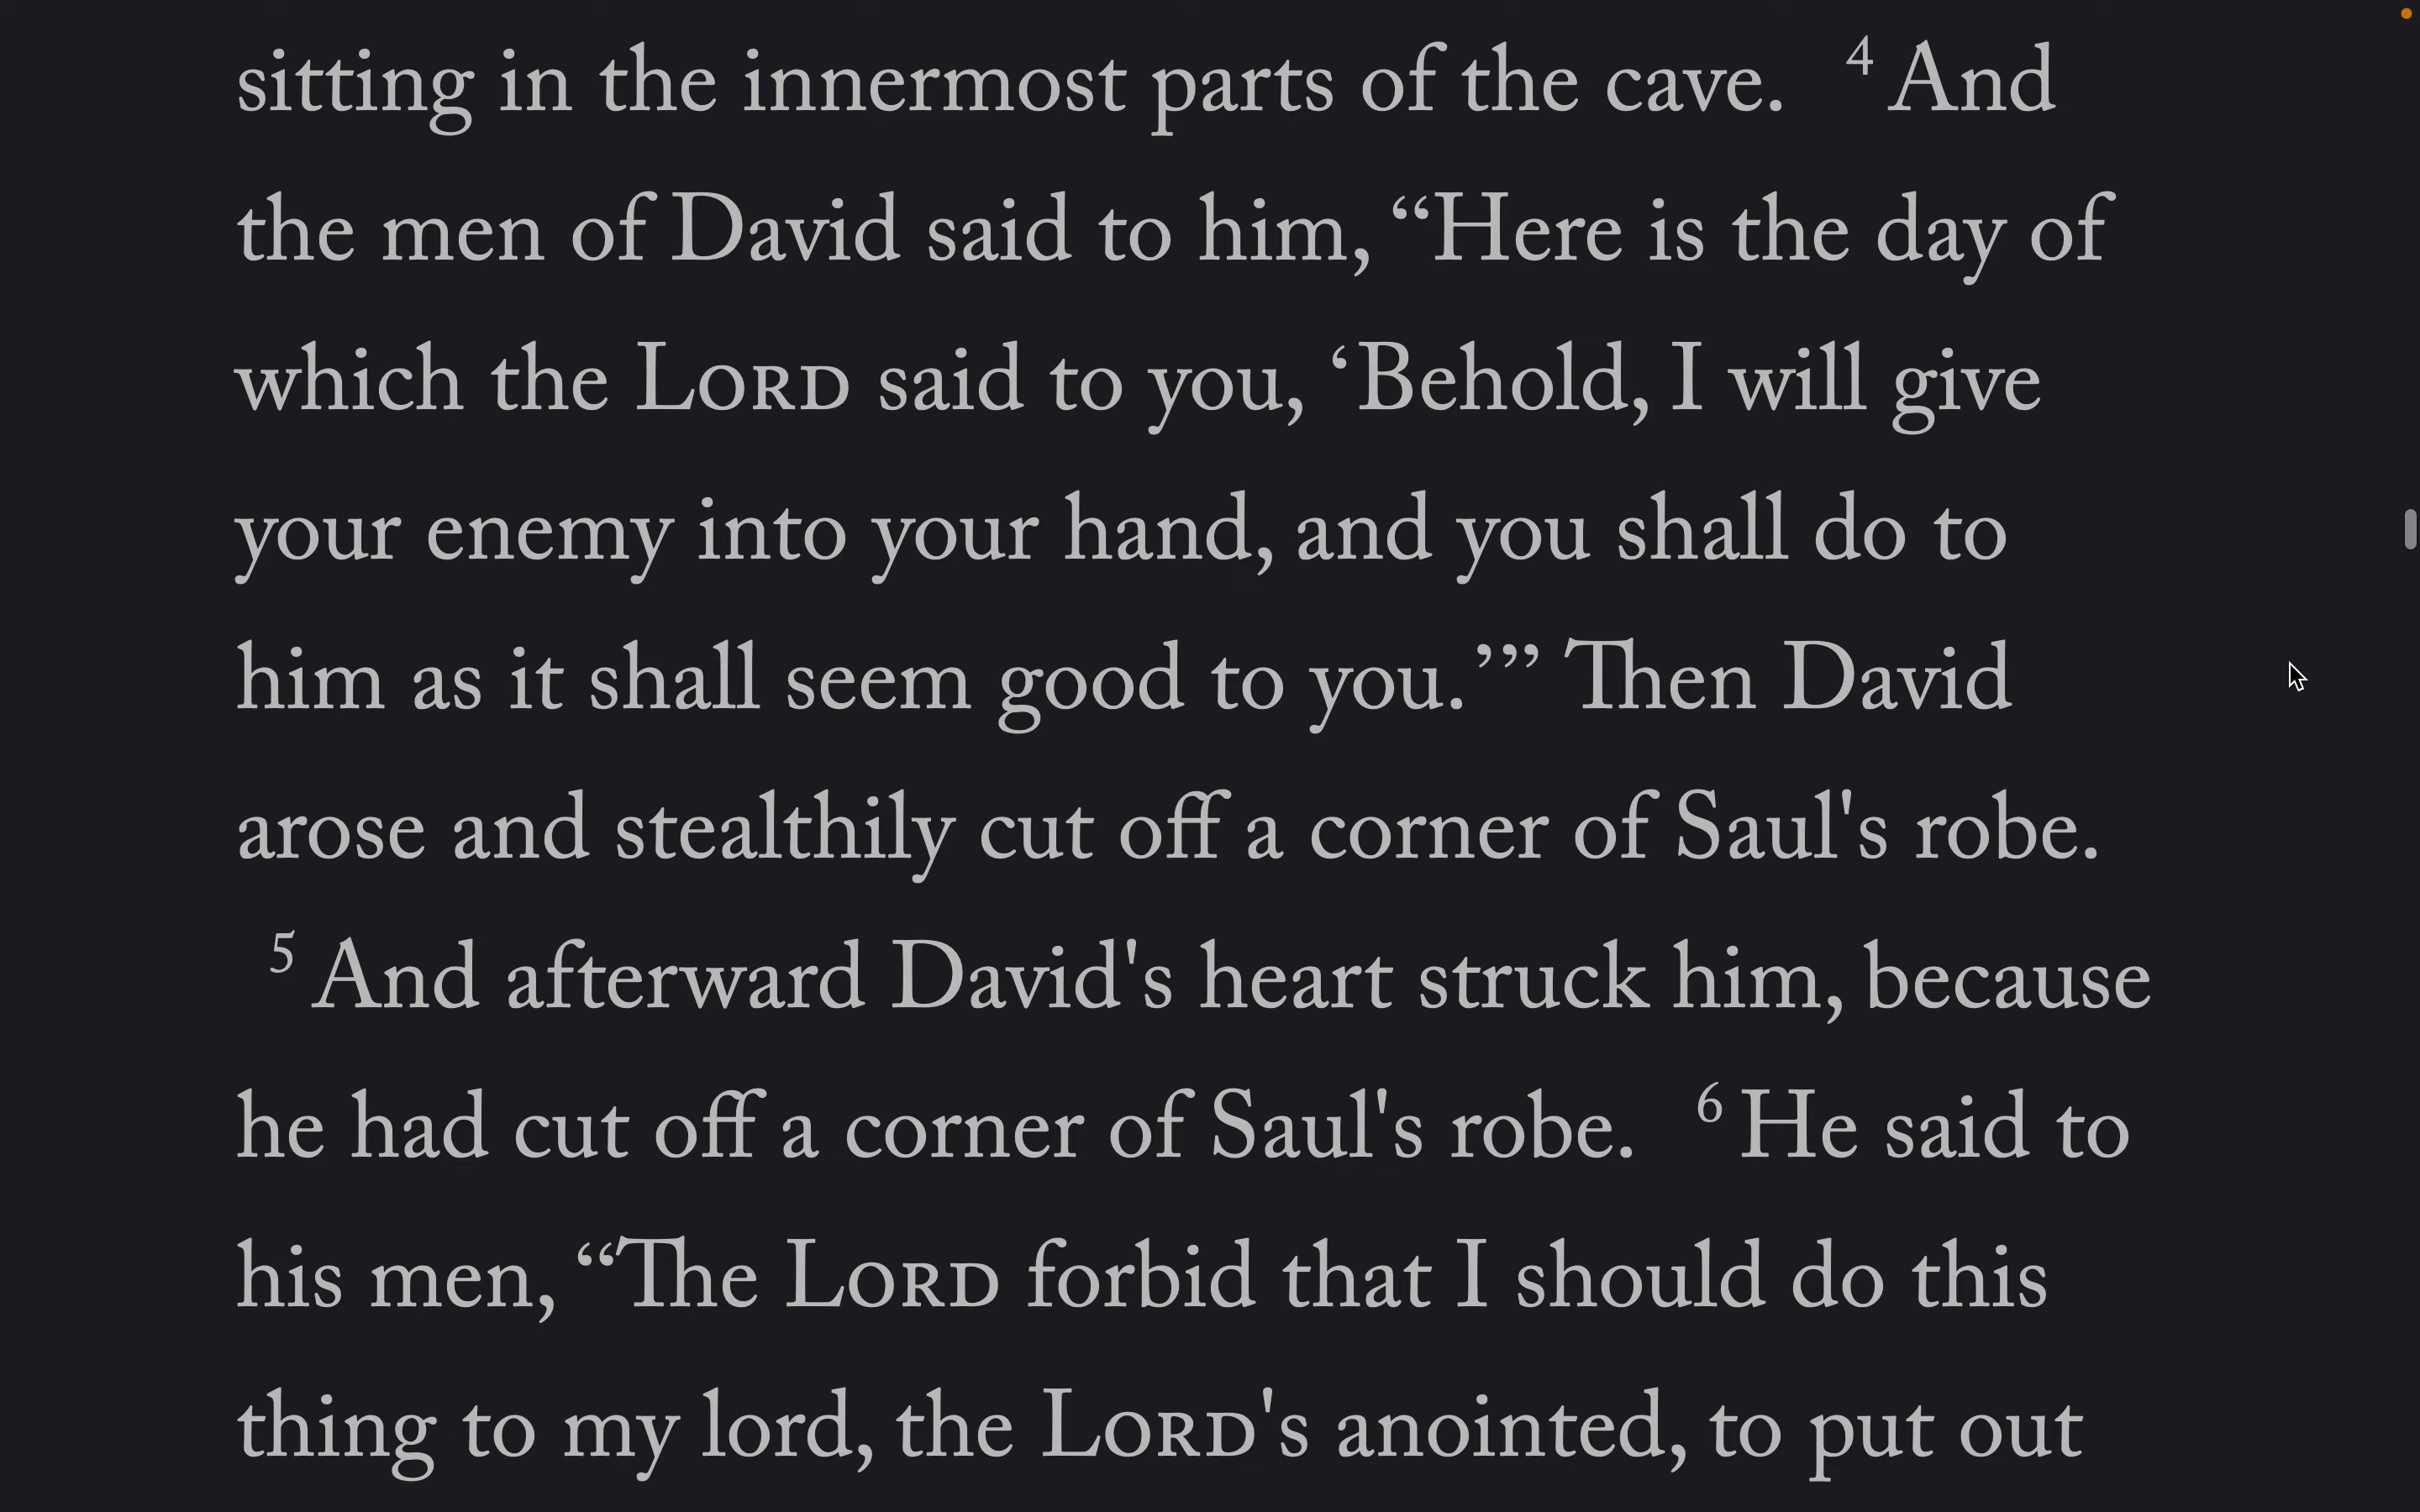 sitting in the innermost parts of the cave. 4 And
the men of David said to him, “Here is the day of
which the LORD said to you, ‘Behold, I will give
your enemy into your hand, and you shall do to
him as it shall seem good to you.’” Then David
arose and stealthily cut off a corner of Saul's robe.
5 And afterward David's heart struck him, because
he had cut off a corner of Saul's robe. 6 He said to
his men, “The LORD forbid that I should do this
thing to my lord, the LORD's anointed, to put out